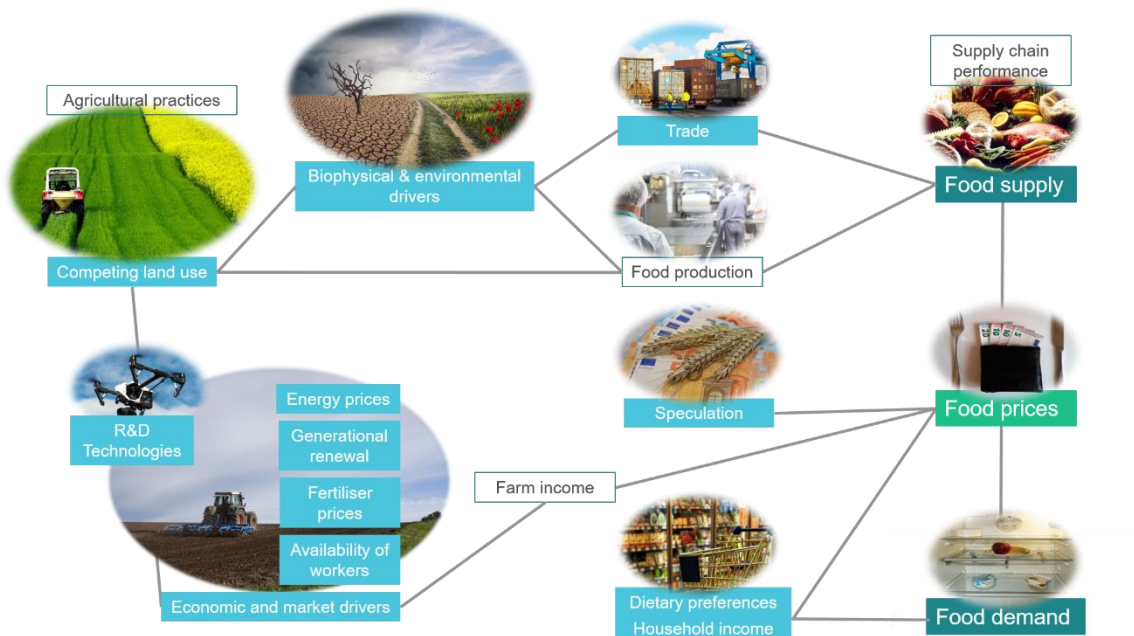 Agricultural practices
Competing land use
Biophysical & environmental
drivers
Trade
Food production
Supply chain
performance
Food supply
R&D
Technologies
Energy prices
Generational
renewal
Fertiliser
prices
Availability of
workers
Economic and market drivers
Farm income
Speculation
Food prices
Dietary preferences
Household income
Food demand